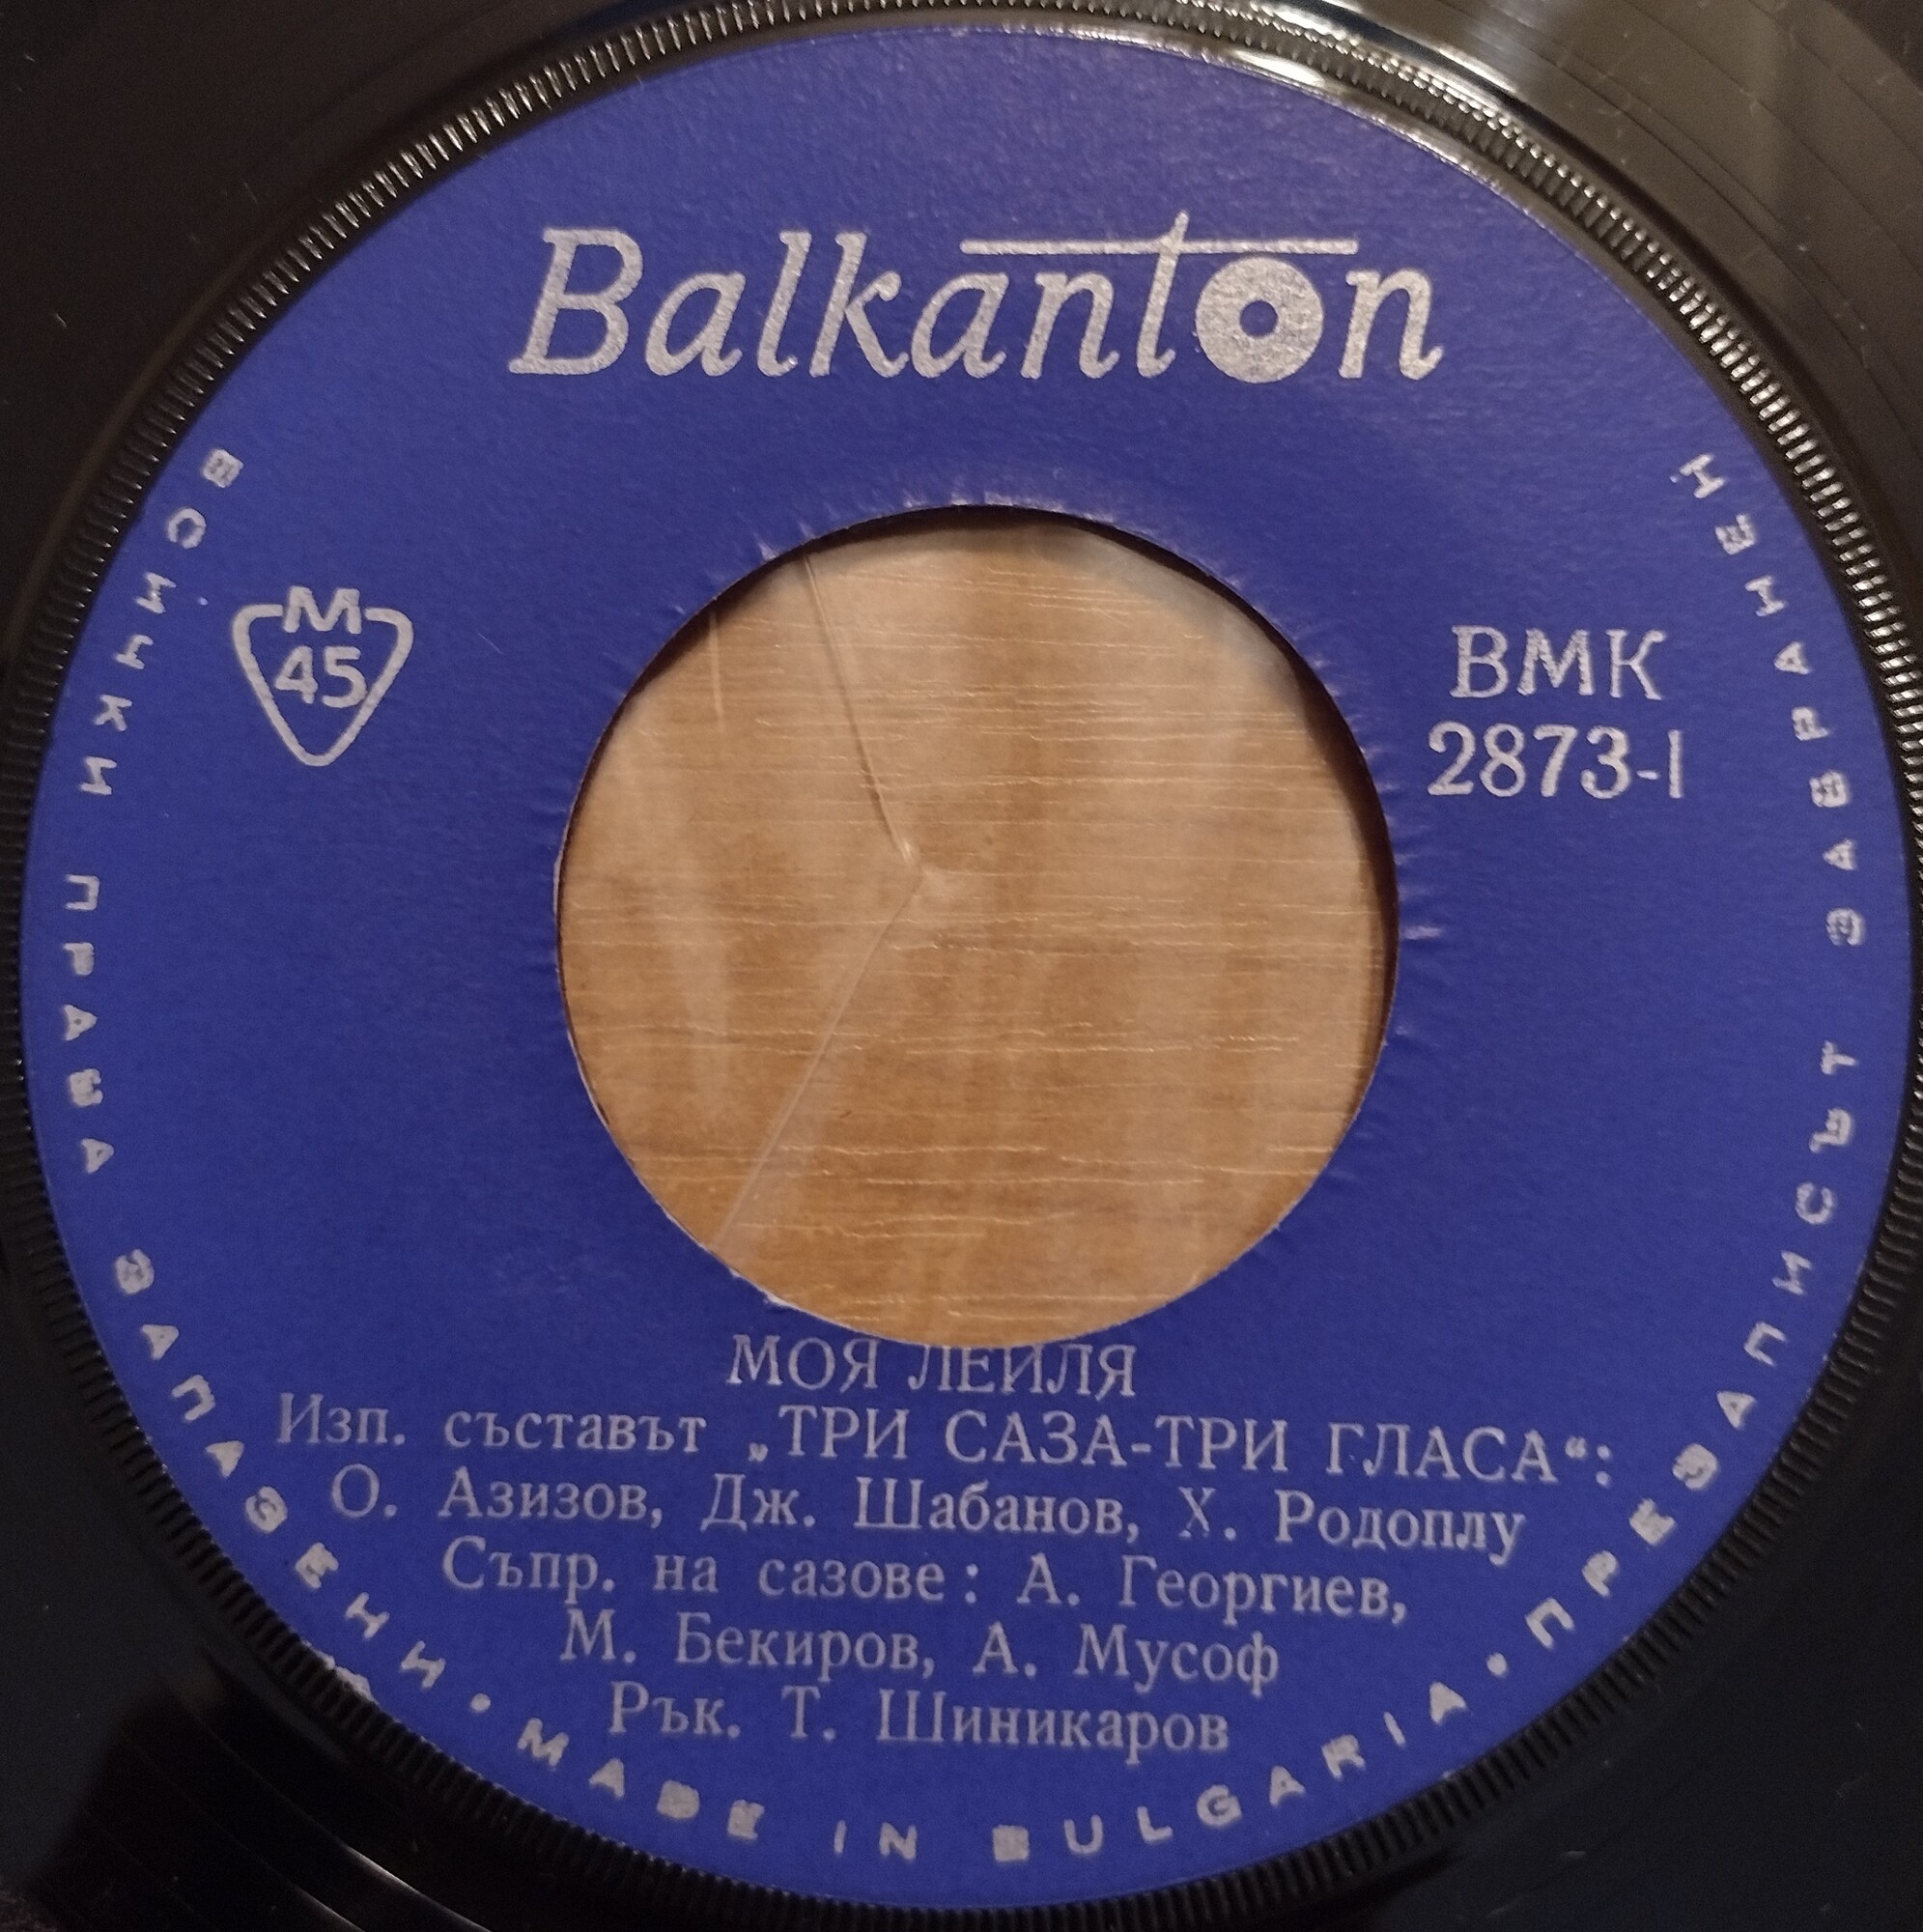 Balkanton
М
45
ВМК
2873-I
МОЯ ЛЕЙЛЯ
Изп. съставът „ТРИ САЗА-ТРИ ГЛАСА“:
О. Азизов, Дж. Шабанов, Х. Родоплу
Съпр. на сазове: А. Георгиев,
М. Бекиров, А. Мусоф
Рък. Т. Шиникаров
ВСИЧКИ ПРАВА ЗАПАЗЕНИ • MADE IN BULGARIA • ПРЕЗАПИСЪТ ЗАБРАНЕН